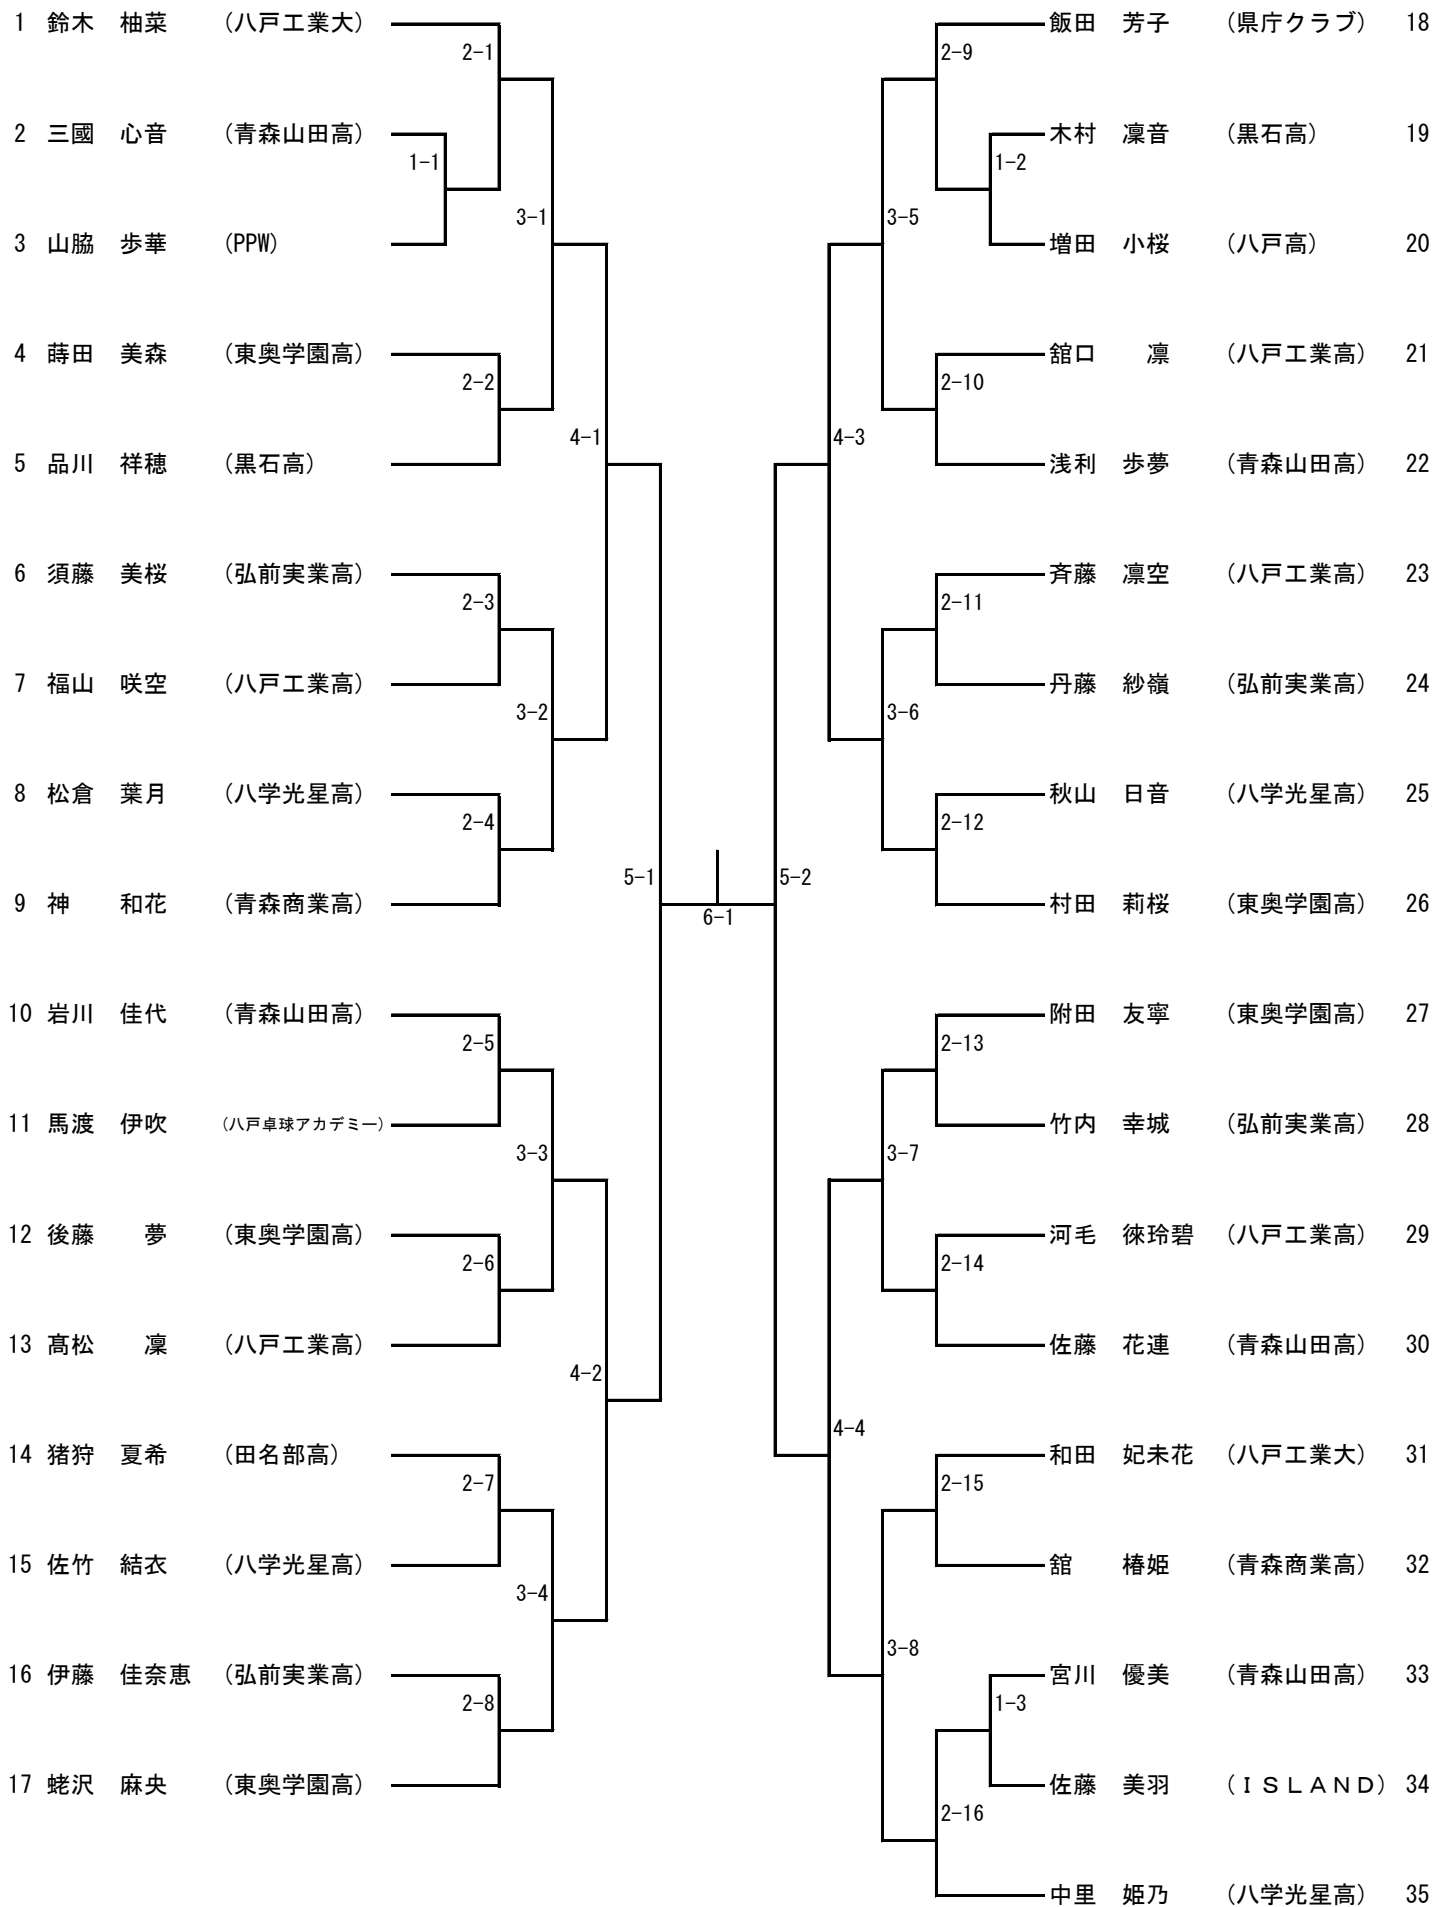 1 鈴木 柚菜 （八戸工業大）
2-1
2 三國 心音 （青森山田高）
1-1
3-1
3 山脇 歩華 (PPW)
4 蒔田 美森 （東奥学園高）
2-2
4-1
5 品川 祥穂 （黒石高）
6 須藤 美桜 （弘前実業高）
2-3
7 福山 咲空 （八戸工業高）
3-2
8 松倉 葉月 （八学光星高）
2-4
5-1
9 神 和花 （青森商業高）
10 岩川 佳代 （青森山田高）
2-5
11 馬渡 伊吹 （八戸卓球アカデミー）
3-3
12 後藤 夢 （東奥学園高）
2-6
13 髙松 凜 （八戸工業高）
4-2
14 猪狩 夏希 （田名部高）
2-7
15 佐竹 結衣 （八学光星高）
3-4
16 伊藤 佳奈恵 （弘前実業高）
2-8
17 蛯沢 麻央 （東奥学園高）
6-1
飯田 芳子 （県庁クラブ） 18
2-9
木村 凜音 （黒石高） 19
1-2
3-5
増田 小桜 （八戸高） 20
舘口 凛 （八戸工業高） 21
2-10
4-3
浅利 歩夢 （青森山田高） 22
斉藤 凛空 （八戸工業高） 23
2-11
丹藤 紗嶺 （弘前実業高） 24
3-6
秋山 日音 （八学光星高） 25
2-12
5-2
村田 莉桜 （東奥学園高） 26
附田 友寧 （東奥学園高） 27
2-13
竹内 幸城 （弘前実業高） 28
3-7
河毛 徠玲碧 （八戸工業高） 29
2-14
佐藤 花連 （青森山田高） 30
4-4
和田 妃未花 （八戸工業大） 31
2-15
舘 椿姫 （青森商業高） 32
3-8
宮川 優美 （青森山田高） 33
1-3
佐藤 美羽 （ＩＳＬＡＮＤ） 34
2-16
中里 姫乃 （八学光星高） 35